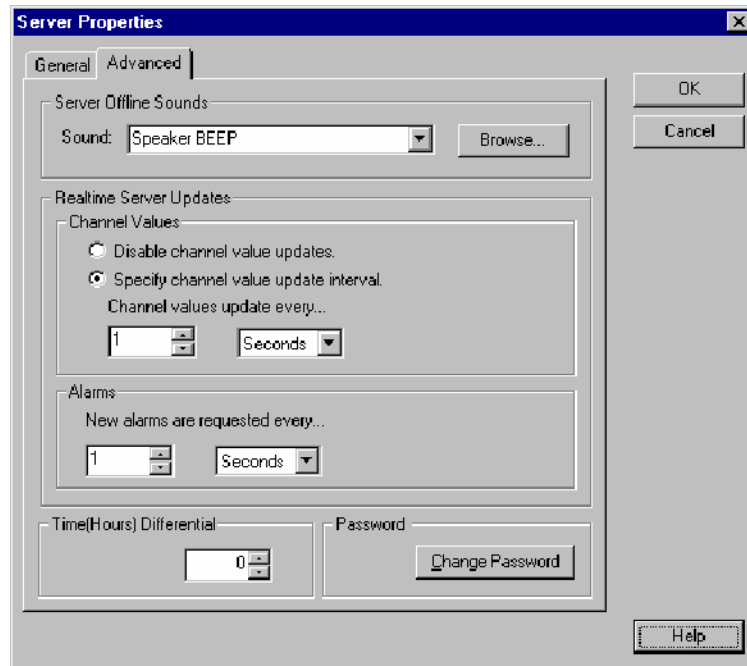 Server Properties
General
Advanced
OK
Cancel
Server Offline Sounds
Sound:
Speaker BEEP
Browse...
Realtime Server Updates
Channel Values
Disable channel value updates.
Specify channel value update interval.
Channel values update every...
1
Seconds
Alarms
New alarms are requested every...
1
Seconds
Time(Hours) Differential
0
Password
Change Password
Help